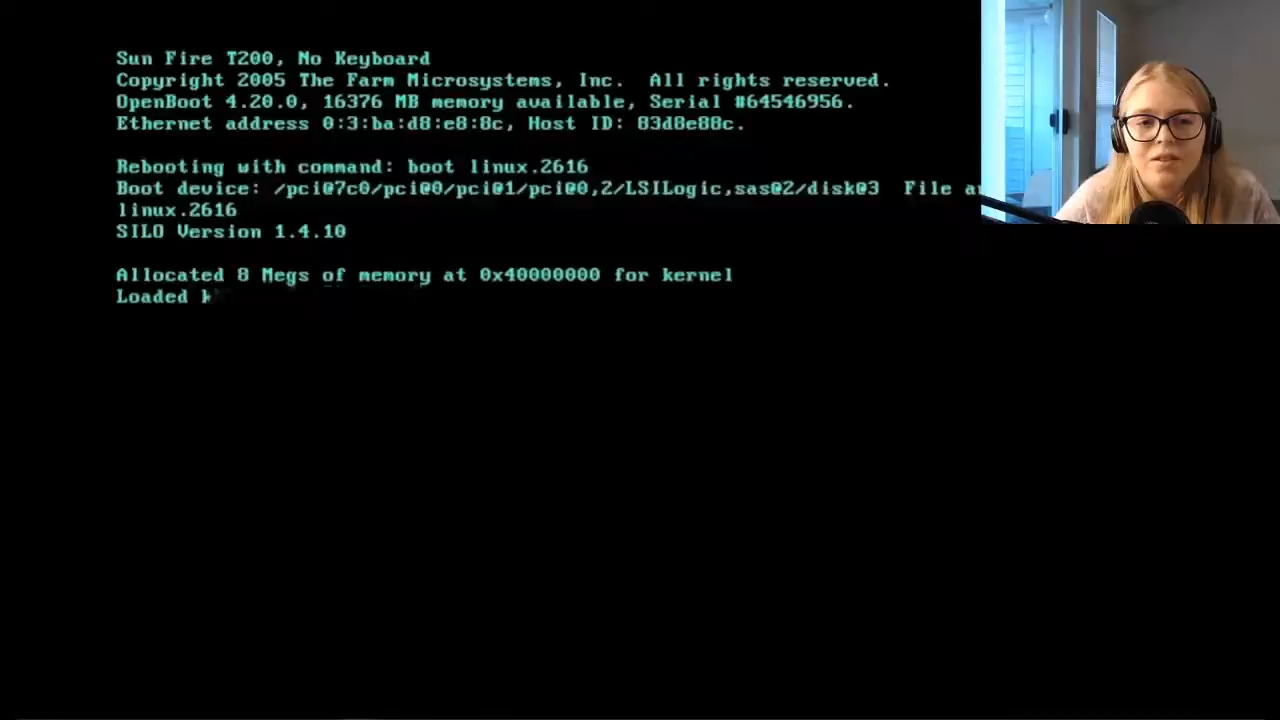 Sun Fire T200, No Keyboard
Copyright 2005 The Farm Microsystems, Inc.  All rights reserved.
OpenBoot 4.20.0, 16376 MB memory available, Serial #64546956.
Ethernet address 0:3:ba:d8:e8:8c, Host ID: 83d8e88c.
Rebooting with command: boot linux.2616
Boot device: /pci@7c0/pci@0/pci@1/pci@0,2/LSILogic,sas@2/disk@3  File
linux.2616
SILO Version 1.4.10
Allocated 8 Megs of memory at 0x40000000 for kernel
Loaded